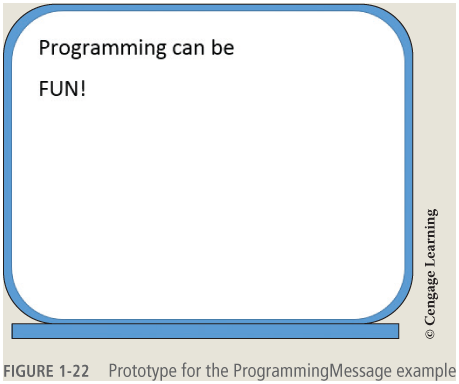 Programming can be
FUN!
© Cengage Learning
FIGURE 1-22 Prototype for the ProgrammingMessage example